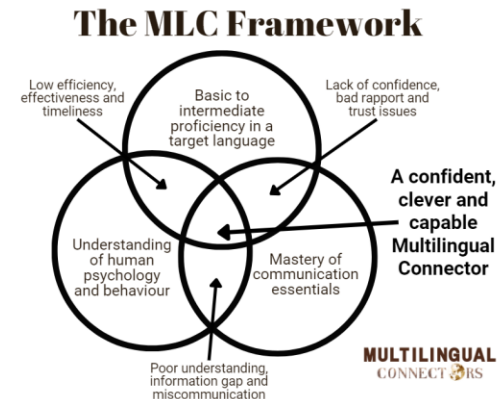 The MLC Framework
Low efficiency,
effectiveness and
timeliness
Basic to
intermediate
proficiency in a
target language
Lack of confidence,
bad rapport and
trust issues
A confident,
clever and
capable
Multilingual
Connector
Understanding
of human
psychology
and behaviour
Mastery of
communication
essentials
Poor understanding,
information gap and
miscommunication
MULTILINGUAL
CONNECTORS